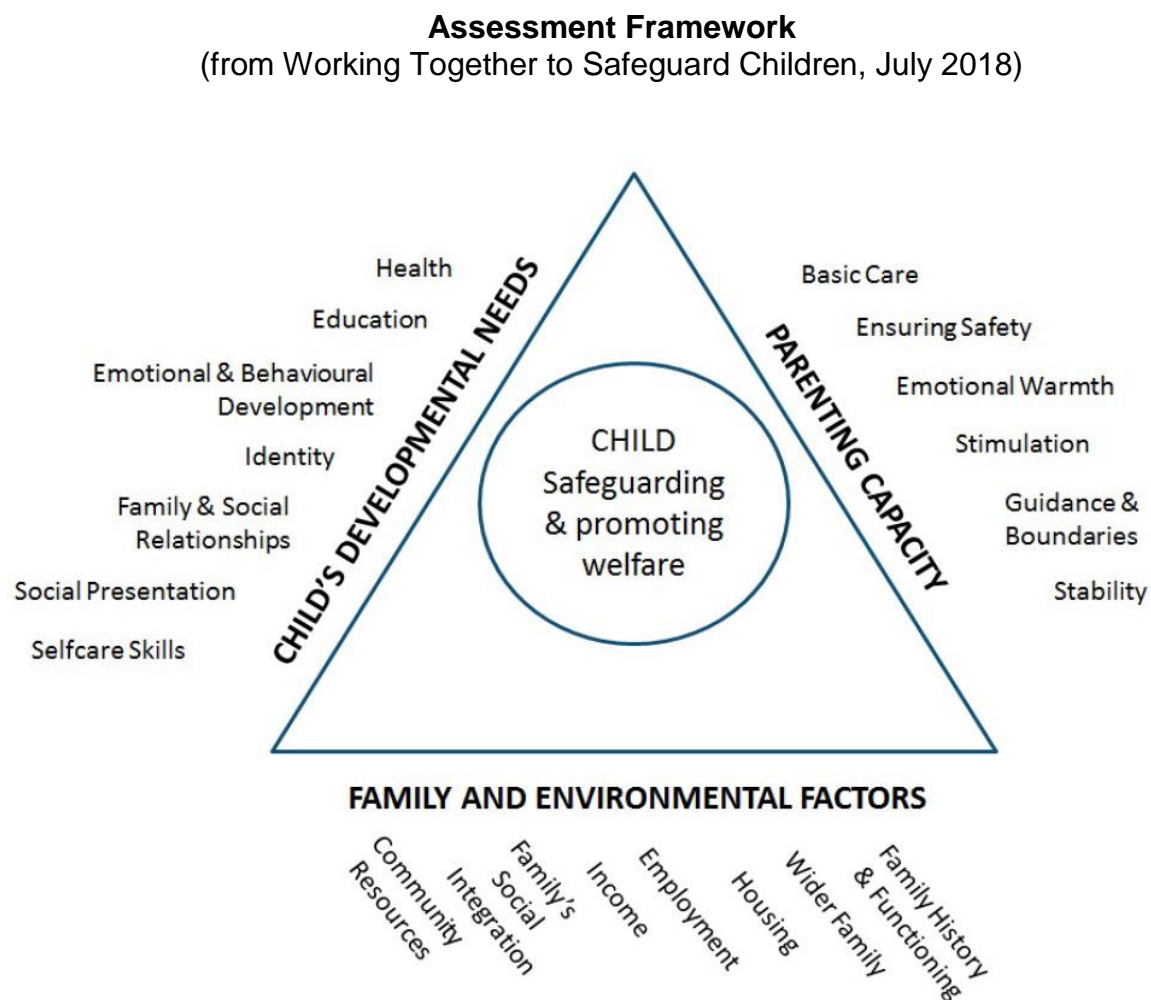 Assessment Framework
(from Working Together to Safeguard Children, July 2018)
Health
Education
Emotional & Behavioural
Development
Identity
Family & Social
Relationships
Social Presentation
Selfcare Skills
CHILD'S DEVELOPMENTAL NEEDS
CHILD
Safeguarding
& promoting
welfare
PARENTING CAPACITY
Basic Care
Ensuring Safety
Emotional Warmth
Stimulation
Guidance &
Boundaries
Stability
FAMILY AND ENVIRONMENTAL FACTORS
Community
Resources
Family's
Social
Integration
Income
Employment
Housing
Wider Family
Family History
& Functioning